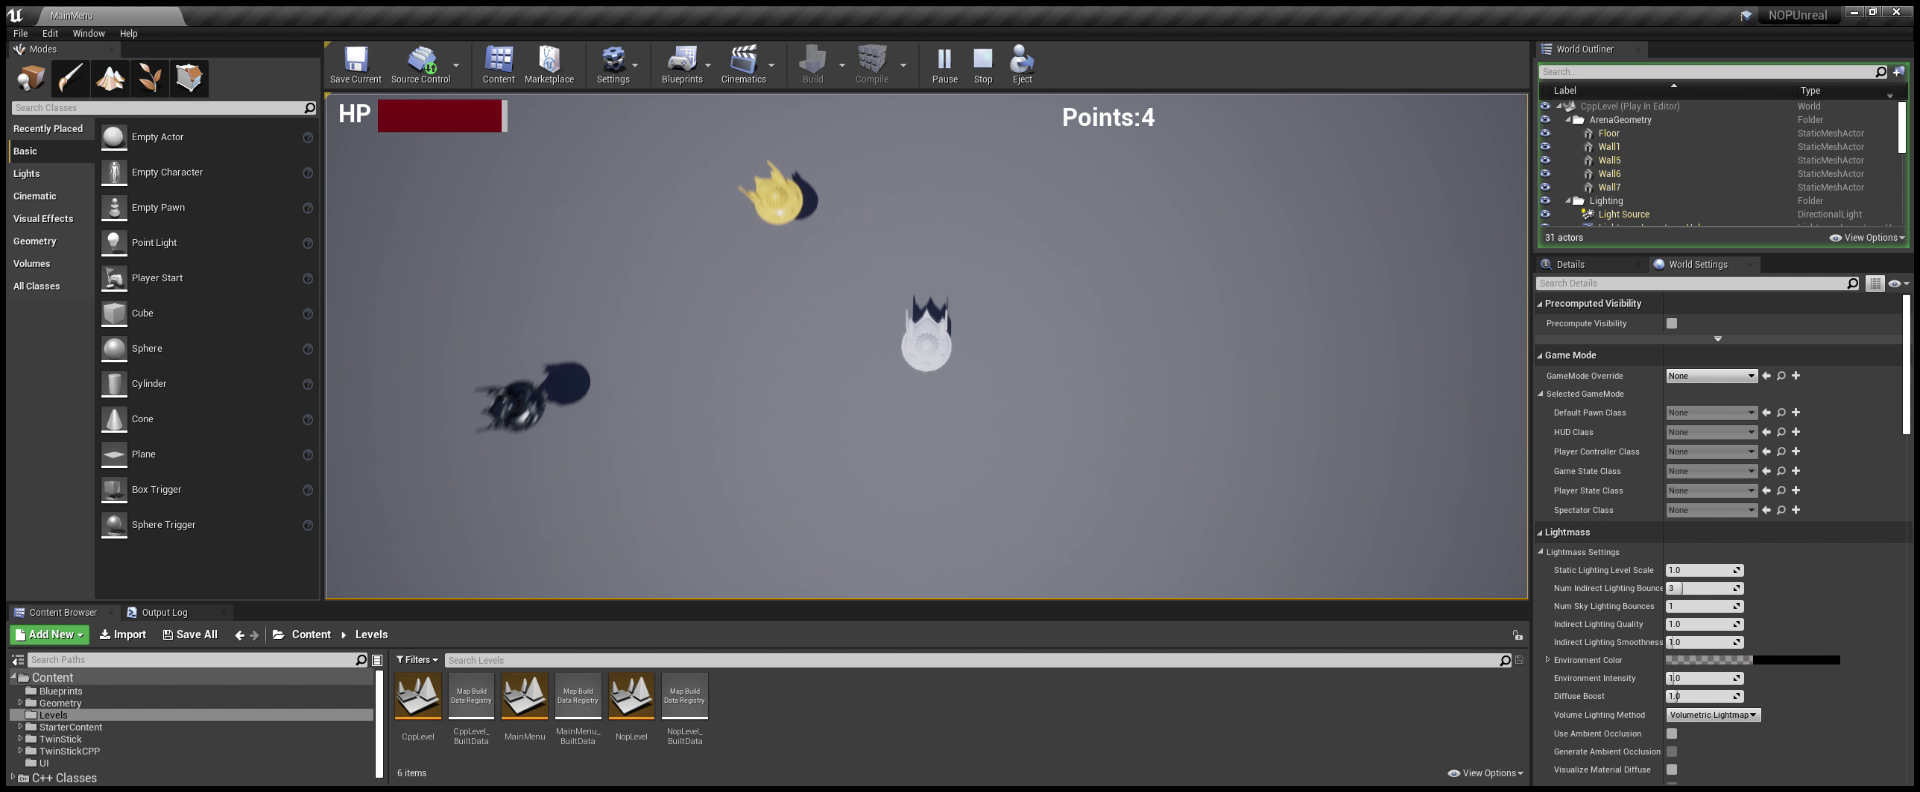 MainMenu
NOPUnreal
File Edit Window Help
Modes
Search Classes
Recently Placed
Basic
Lights
Cinematic
Visual Effects
Geometry
Volumes
All Classes
Empty Actor
Empty Character
Empty Pawn
Point Light
Player Start
Cube
Sphere
Cylinder
Cone
Plane
Box Trigger
Sphere Trigger
Save Current Source Control Content Marketplace Settings Blueprints Cinematics Build Compile Pause Stop Eject
HP
Points:4
World Outliner
Search...
Label Type
CppLevel (Play In Editor) World
ArenaGeometry Folder
Floor StaticMeshActor
Wall1 StaticMeshActor
Wall5 StaticMeshActor
Wall6 StaticMeshActor
Wall7 StaticMeshActor
Lighting Folder
Light Source DirectionalLight
31 actors View Options
Details World Settings
Search Details
Precomputed Visibility
Precompute Visibility
Game Mode
GameMode Override None
Selected GameMode
Default Pawn Class None
HUD Class None
Player Controller Class None
Game State Class None
Player State Class None
Spectator Class None
Lightmass
Lightmass Settings
Static Lighting Level Scale 1.0
Num Indirect Lighting Bounce 3
Num Sky Lighting Bounces 1
Indirect Lighting Quality 1.0
Indirect Lighting Smoothness 1.0
Environment Color
Environment Intensity 1.0
Diffuse Boost 1.0
Volume Lighting Method Volumetric Lightmap
Use Ambient Occlusion
Generate Ambient Occlusion
Visualize Material Diffuse
Content Browser Output Log
Add New Import Save All Content Levels
Search Paths
Content
Blueprints
Geometry
Levels
StarterContent
TwinStick
TwinStickCPP
UI
C++ Classes
Filters Search Levels
Map Build Data Registry
Map Build Data Registry
Map Build Data Registry
CppLevel
CppLevel_BuiltData
MainMenu
MainMenu_BuiltData
NopLevel
NopLevel_BuiltData
6 items View Options